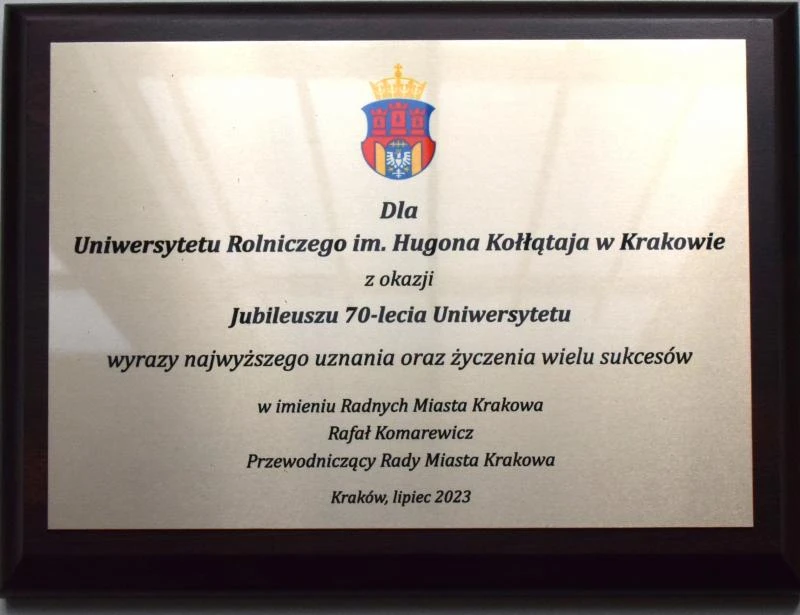 Dla
Uniwersytetu Rolniczego im. Hugona Kołłątaja w Krakowie
z okazji
Jubileuszu 70-lecia Uniwersytetu
wyrazy najwyższego uznania oraz życzenia wielu sukcesów
w imieniu Radnych Miasta Krakowa
Rafał Komarewicz
Przewodniczący Rady Miasta Krakowa
Kraków, lipiec 2023